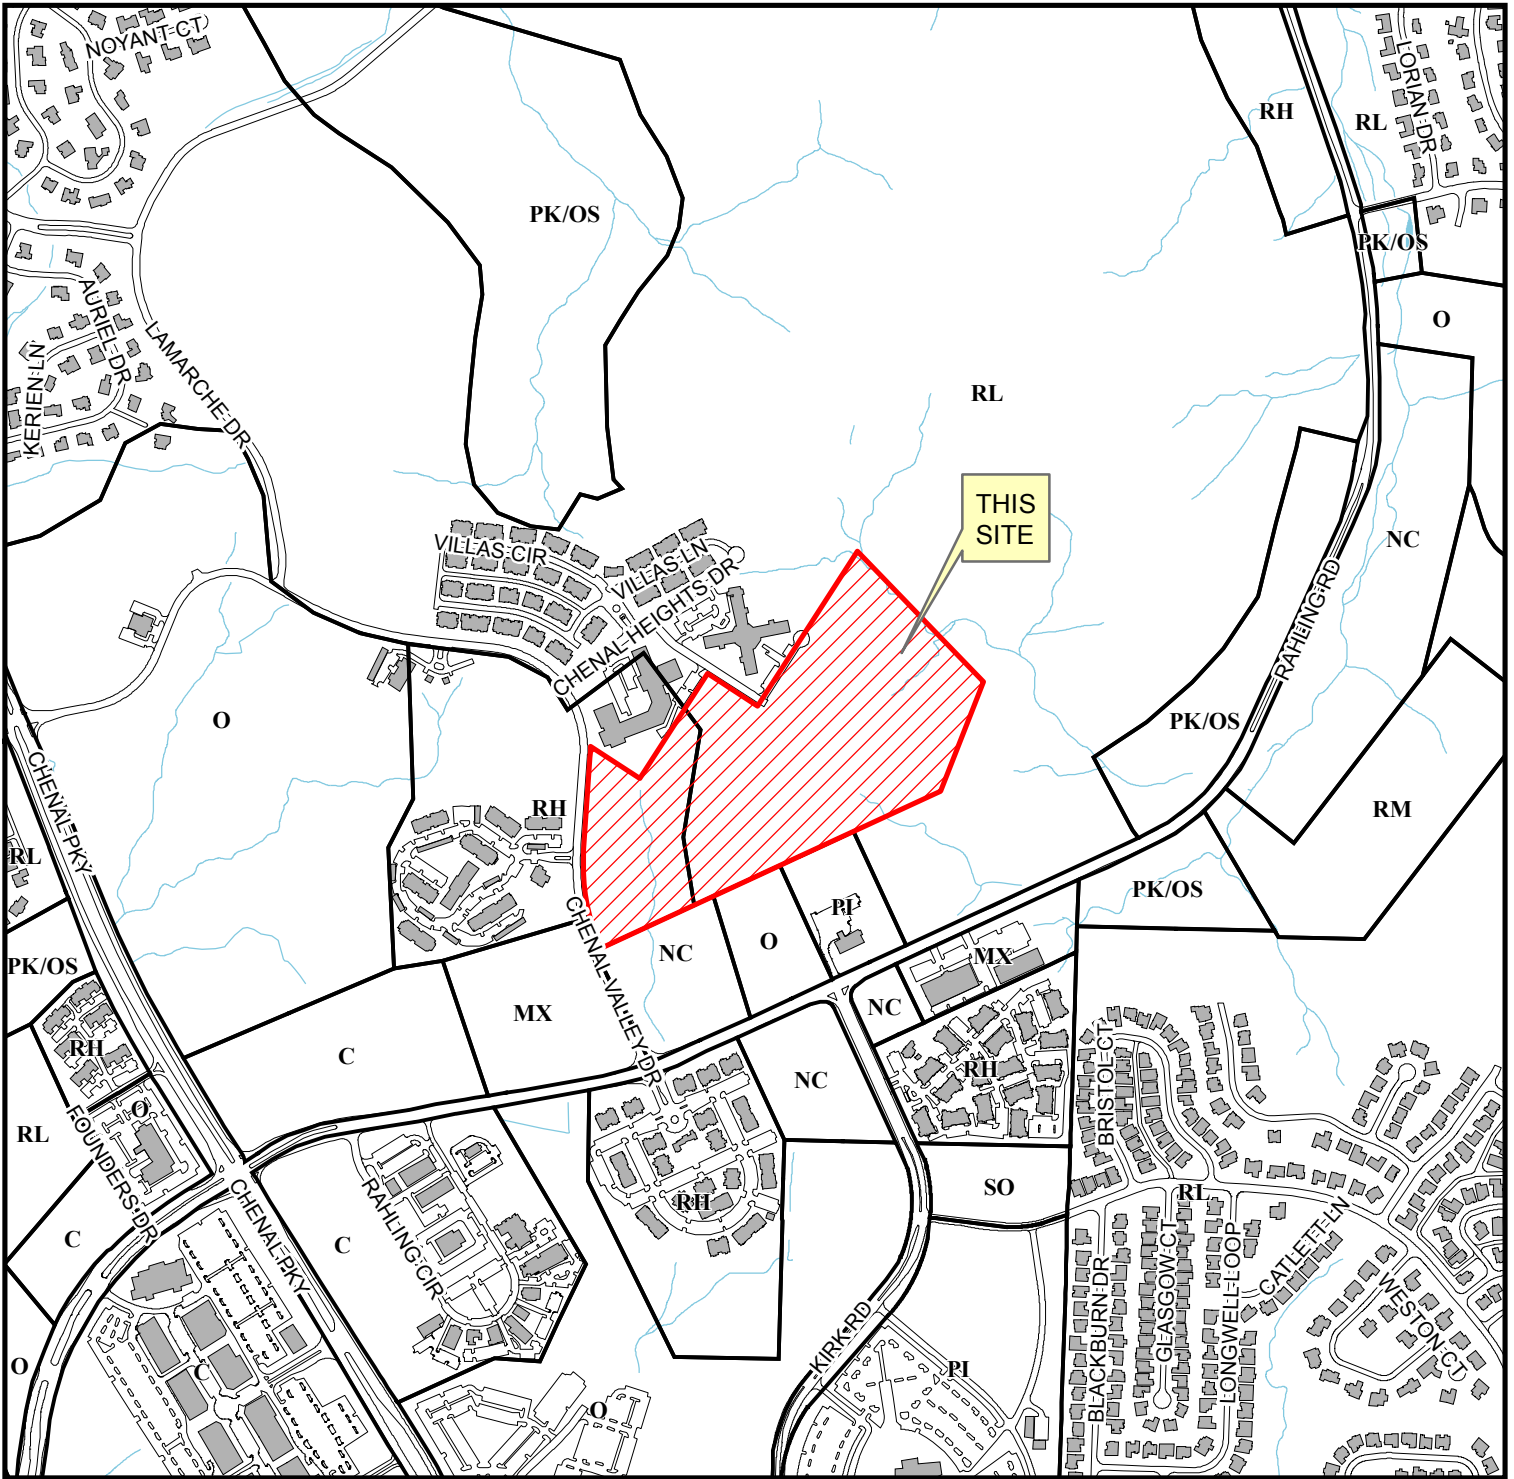 NOYANT CT
LORIAN DR
RH
RL
PK/OS
PK/OS
O
AURIEL DR
LAMARCHE DR
KERIEN LN
RL
THIS
SITE
NC
VILLAS CIR
VILLAS LN
CHENAL HEIGHTS DR
RAHLING RD
O
PK/OS
CHENAL PKY
RH
RM
RL
PI
PK/OS
CHENAL VALLEY DR
O
NC
MX
PK/OS
NC
MX
C
RH
RH
NC
BRISTOL CT
O
RL
FOUNDERS DR
SO
RL
RH
CHENAL PKY
RAHLING CIR
C
C
BLACKBURN DR
GLASGOW CT
LONGWELL LOOP
CATLETT LN
WESTON CT
KIRK RD
O
C
PI
O